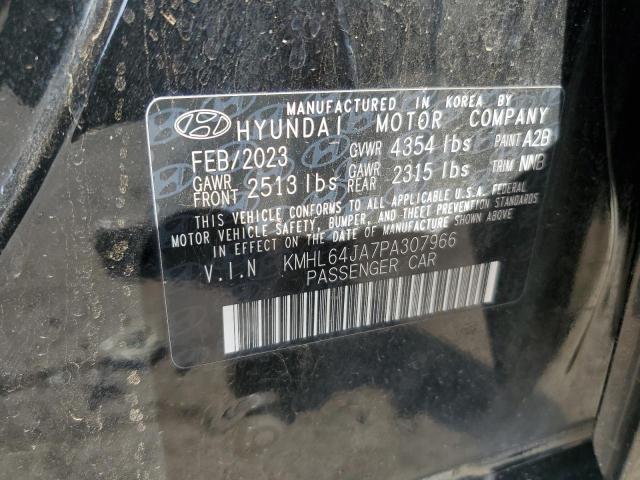 MANUFACTURED IN KOREA BY
HYUNDAI MOTOR COMPANY
FEB/2023 GVWR 4354 lbs PAINT A2B
GAWR FRONT 2513 lbs GAWR REAR 2315 lbs TRIM NNB
THIS VEHICLE CONFORMS TO ALL APPLICABLE U.S.A. FEDERAL
MOTOR VEHICLE SAFETY, BUMPER, AND THEFT PREVENTION STANDARDS
IN EFFECT ON THE DATE OF MANUFACTURE SHOWN ABOVE
V.I.N KMHL64JA7PA307966
PASSENGER CAR